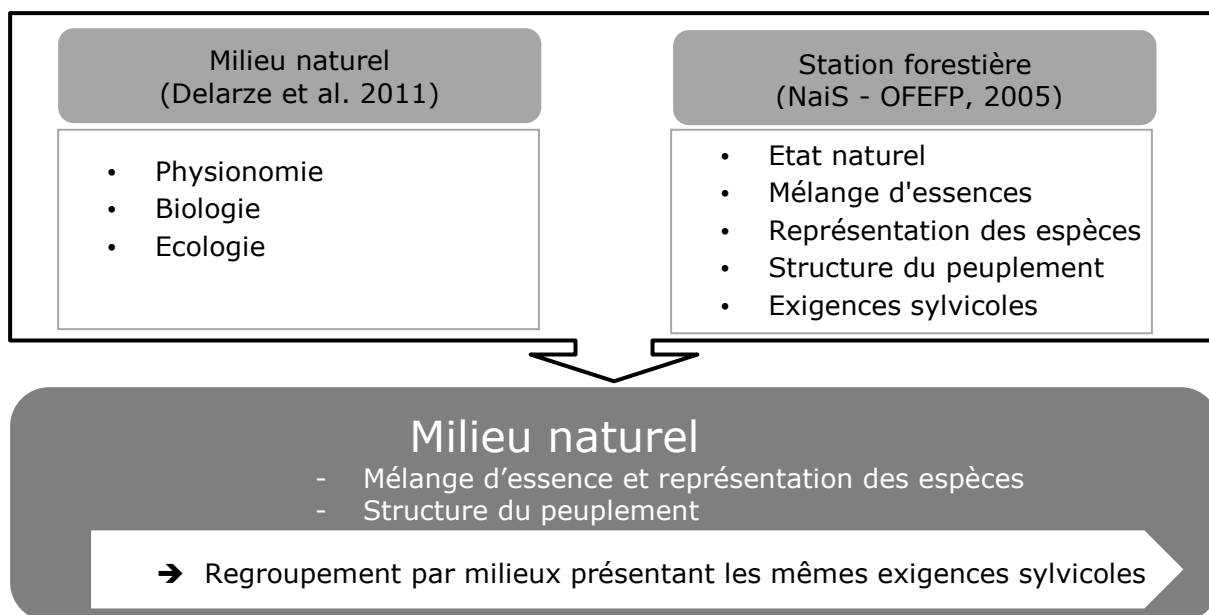 Milieu naturel
(Delarze et al. 2011)
• Physionomie
• Biologie
• Ecologie
Station forestière
(NaiS - OFEFP, 2005)
• Etat naturel
• Mélange d'essences
• Représentation des espèces
• Structure du peuplement
• Exigences sylvicoles
Milieu naturel
- Mélange d’essence et représentation des espèces
- Structure du peuplement
➔ Regroupement par milieux présentant les mêmes exigences sylvicoles